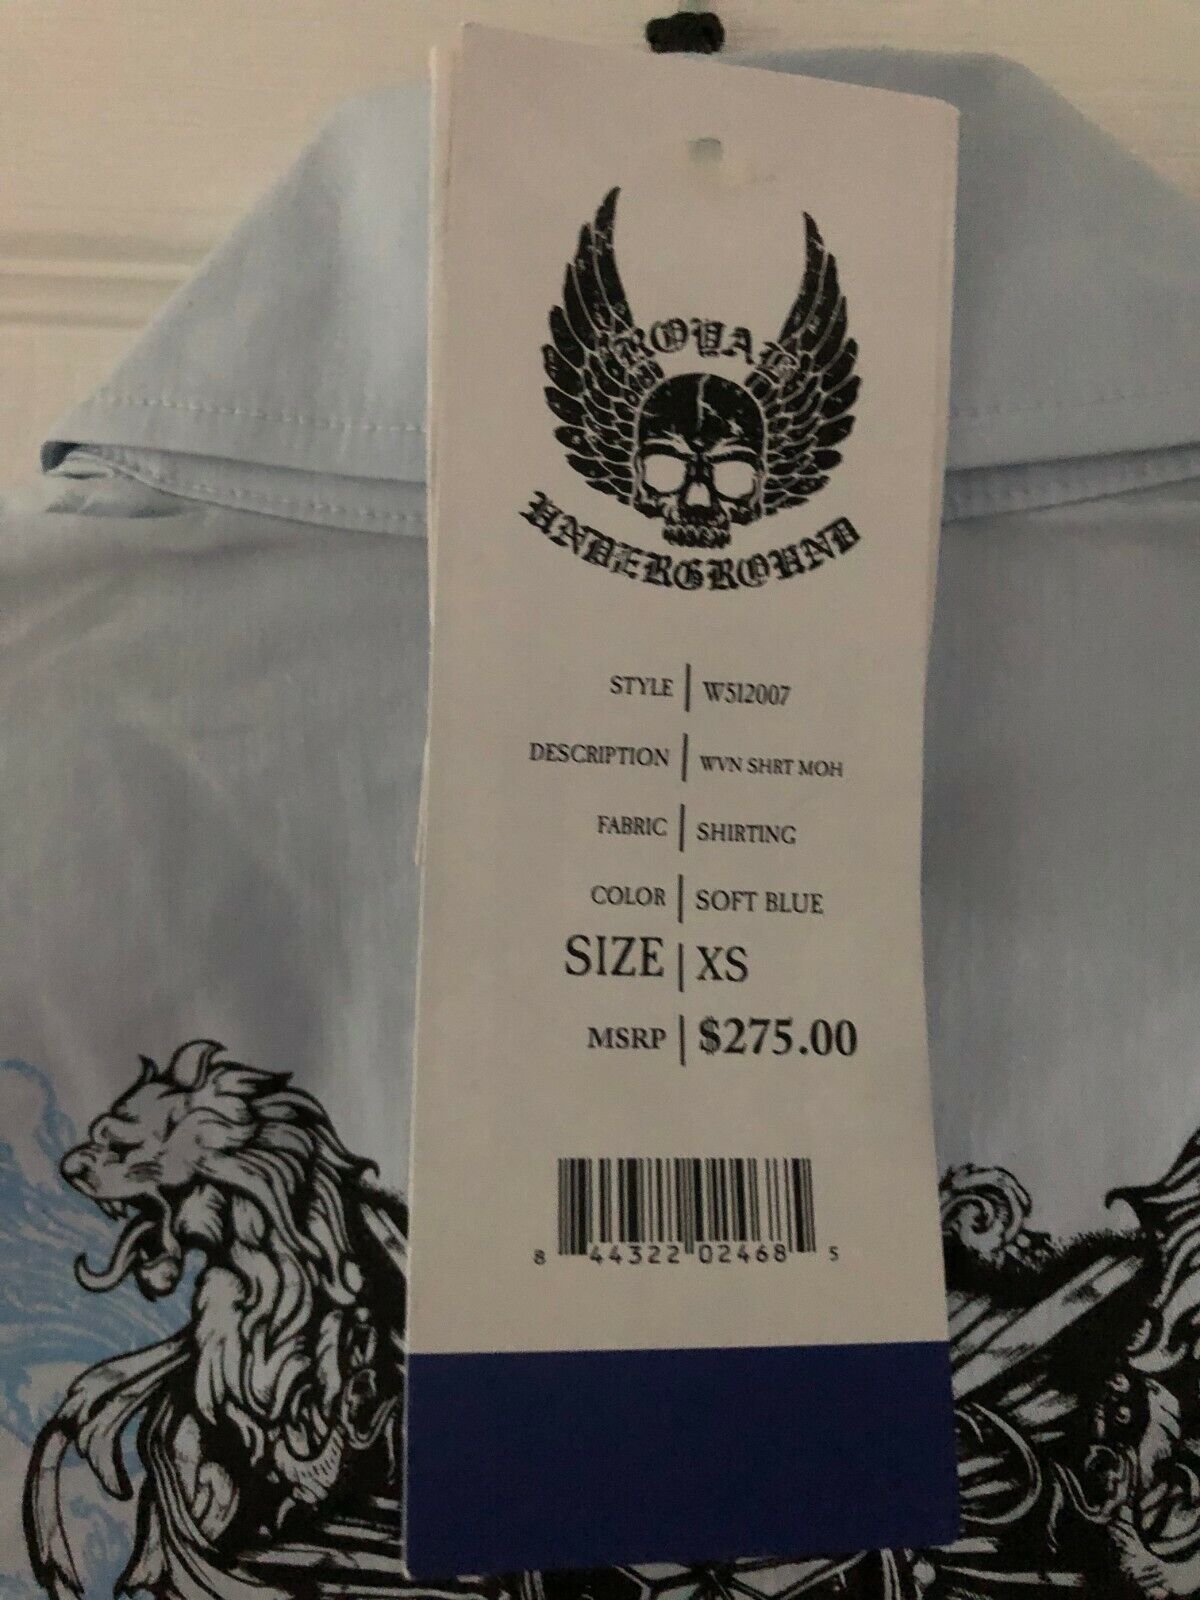 ROYAL
UNDERGROUND
STYLE | W512007
DESCRIPTION | WVN SHRT MOH
FABRIC | SHIRTING
COLOR | SOFT BLUE
SIZE | XS
MSRP | $275.00
8 44322 02468 5